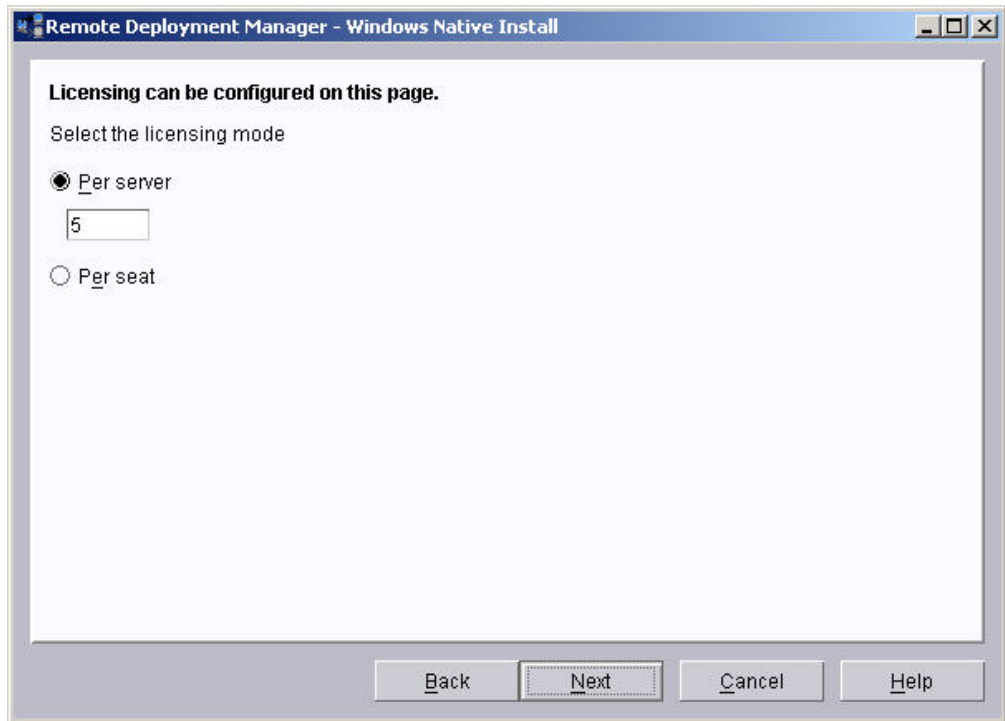 Remote Deployment Manager - Windows Native Install
Licensing can be configured on this page.
Select the licensing mode
Per server
5
Per seat
Back Next Cancel Help